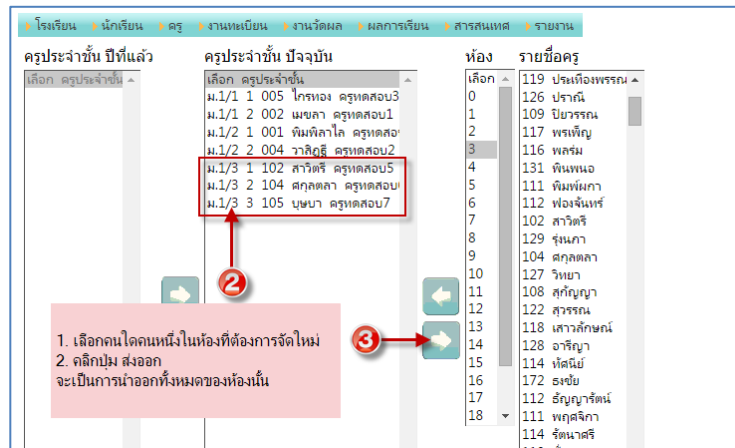 โรงเรียน นักเรียน ครู งานทะเบียน งานวัดผล ผลการเรียน สารสนเทศ รายงาน
ครูประจำชั้น ปีที่แล้ว
เลือก ครูประจำชั้น
ครูประจำชั้น ปัจจุบัน
เลือก ครูประจำชั้น
ม.1/1 1 005 ไกรทอง ครูทดสอบ3
ม.1/1 2 002 เมขลา ครูทดสอบ1
ม.1/2 1 001 พิมพิลาไล ครูทดสอ
ม.1/2 2 004 วาลิฎฐี ครูทดสอบ2
ม.1/3 1 102 สาวิตรี ครูทดสอบ5
ม.1/3 2 104 ศกุลตลา ครูทดสอบ
ม.1/3 3 105 บุษบา ครูทดสอบ7
2
1. เลือกคนใดคนหนึ่งในห้องที่ต้องการจัดใหม่
2. คลิกปุ่ม ส่งออก
จะเป็นการนำออกทั้งหมดของห้องนั้น
3
ห้อง
เลือก
0
1
2
3
4
5
6
7
8
9
10
11
12
13
14
15
16
17
18
รายชื่อครู
119 ประเทืองพรรณ
126 ปราณี
109 ปิยวรรณ
117 พรเพ็ญ
116 พลรัม
131 พินพนอ
111 พิมพ์ผกา
112 ฟองจันทร์
102 สาวิตรี
129 รุ่งนภา
104 ศกุลตลา
127 วิทยา
108 สุกัญญา
122 สุวรรณ
118 เสาวลักษณ์
128 อารีญา
114 ทัศนีย์
172 ธงชัย
112 ธัญญารัตน์
111 พฤศจิกา
114 รัตนาศรี